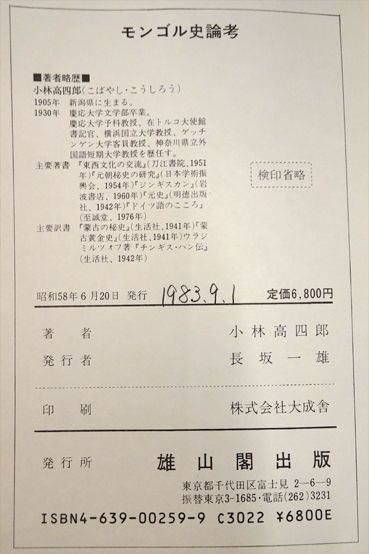 モンゴル史論考
■著者略歴■
小林高四郎(こばやし・こうしろう)
1905年 新潟県に生まる。
1930年 慶応大学文学部卒業。
慶応大学予科教授、在トルコ大使館
書記官、横浜国立大学教授、ゲッチ
ンゲン大学客員教授、神奈川県立外
国語短期大学教授を歴任す。
主要著書 『東西文化の交流』(刀江書院、1951
年)『元朝秘史の研究』(日本学術振
興会、1954年)『ジンギスカン』(岩
波書店、1960年)『元史』(明徳出版
社、1942年)『ドイツ語のこころ』
(至誠堂、1976年)
主要訳書 『蒙古の秘史』(生活社、1941年)『蒙
古黄金史』(生活社、1941年)ウラジ
ミルツオフ著『チンギス・ハン伝』
(生活社、1942年)
検印省略
昭和58年6月20日 発行 1983.9.1 定価6,800円
著者 小林高四郎
発行者 長坂一雄
印刷 株式会社大成舎
発行所 雄山閣出版
東京都千代田区富士見 2−6−9
振替東京3-1685・電話(262)3231
ISBN4-639-00259-9 C3022 ¥6800E